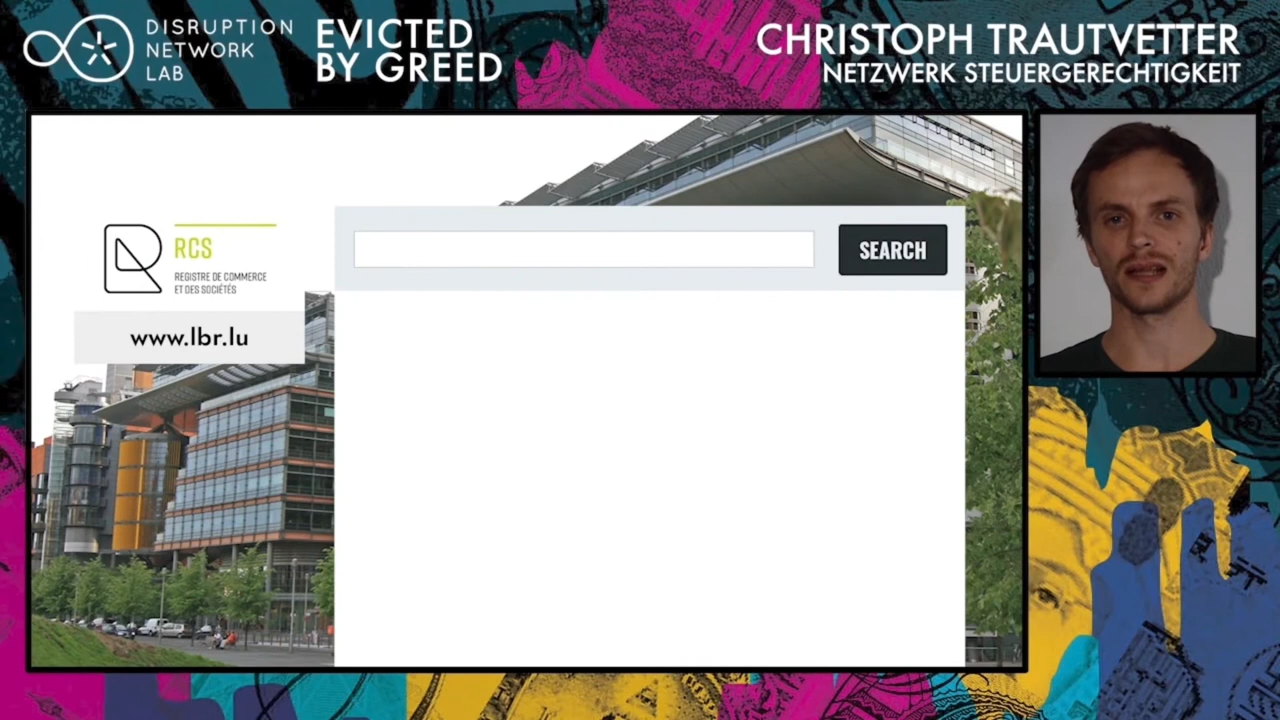 DISRUPTION
NETWORK
LAB
EVICTED
BY GREED
CHRISTOPH TRAUTVETTER
NETZWERK STEUERGERECHTIGKEIT
RCS
REGISTRE DE COMMERCE
ET DES SOCIÉTÉS
www.lbr.lu
SEARCH